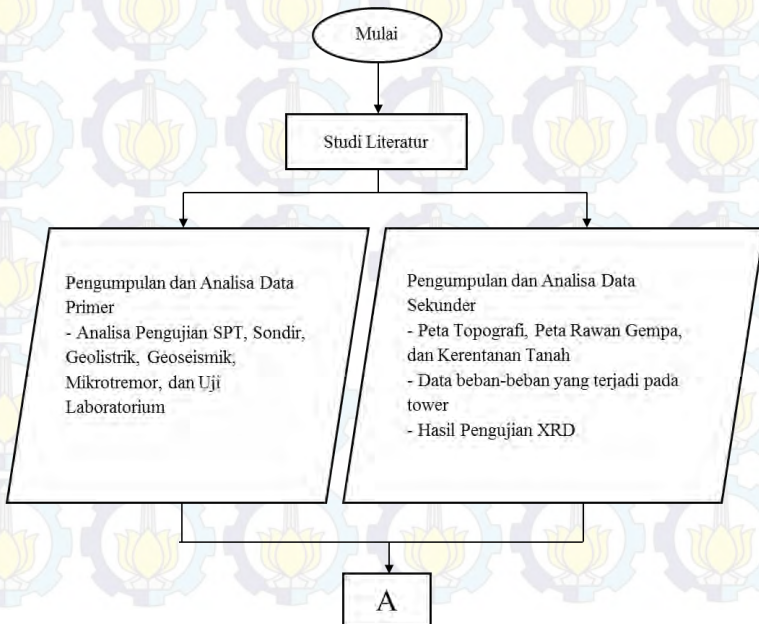 Mulai
Studi Literatur
Pengumpulan dan Analisa Data
Primer
- Analisa Pengujian SPT, Sondir,
Geolistrik, Geoseismik,
Mikrotremor, dan Uji
Laboratorium
Pengumpulan dan Analisa Data
Sekunder
- Peta Topografi, Peta Rawan Gempa,
dan Kerentanan Tanah
- Data beban-beban yang terjadi pada
tower
- Hasil Pengujian XRD
A